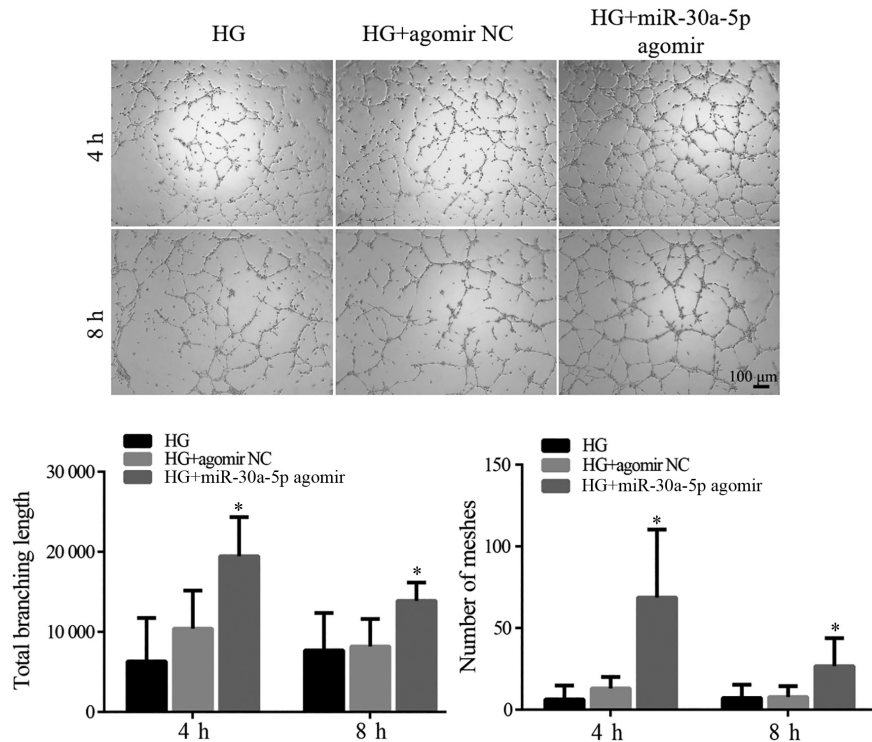 HG
HG+agomir NC
HG+miR-30a-5p
agomir
4 h
8 h
100 μm
HG
HG+agomir NC
HG+miR-30a-5p agomir
Total branching length
30 000
20 000
10 000
0
*
*
4 h
8 h
HG
HG+agomir NC
HG+miR-30a-5p agomir
Number of meshes
150
100
50
0
*
*
4 h
8 h